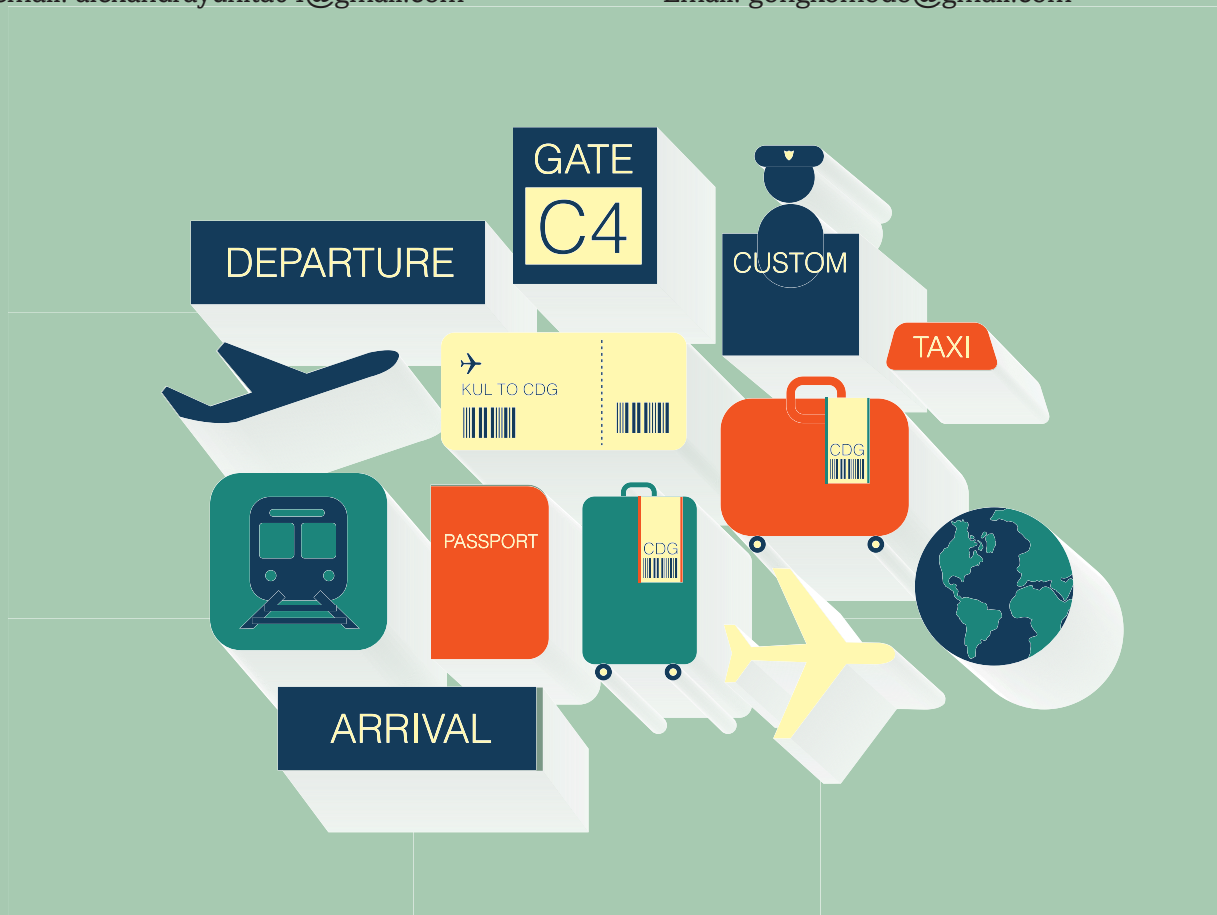 GATE
C4
DEPARTURE
CUSTOM
TAXI
KUL TO CDG
CDG
PASSPORT
CDG
ARRIVAL